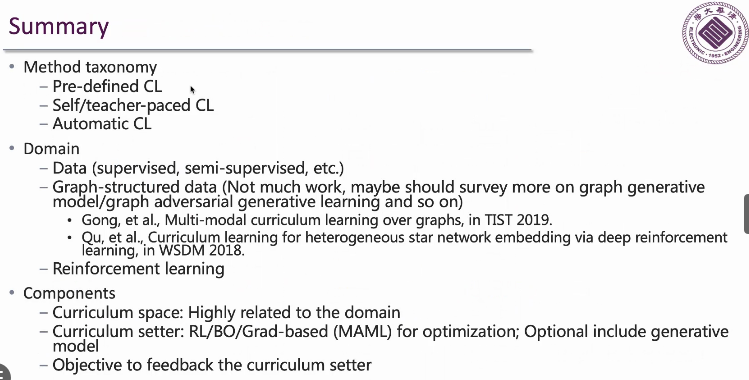 Summary
• Method taxonomy
– Pre-defined CL
– Self/teacher-paced CL
– Automatic CL
• Domain
– Data (supervised, semi-supervised, etc.)
– Graph-structured data (Not much work, maybe should survey more on graph generative
model/graph adversarial generative learning and so on)
• Gong, et al., Multi-modal curriculum learning over graphs, in TIST 2019.
• Qu, et al., Curriculum learning for heterogeneous star network embedding via deep reinforcement
learning, in WSDM 2018.
– Reinforcement learning
• Components
– Curriculum space: Highly related to the domain
– Curriculum setter: RL/BO/Grad-based (MAML) for optimization; Optional include generative
model
– Objective to feedback the curriculum setter